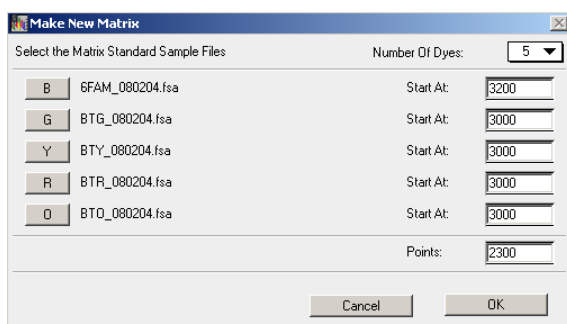 Make New Matrix
Select the Matrix Standard Sample Files Number Of Dyes: 5
B 6FAM_080204.fsa Start At: 3200
G BTG_080204.fsa Start At: 3000
Y BTY_080204.fsa Start At: 3000
R BTR_080204.fsa Start At: 3000
O BTO_080204.fsa Start At: 3000
Points: 2300
Cancel OK